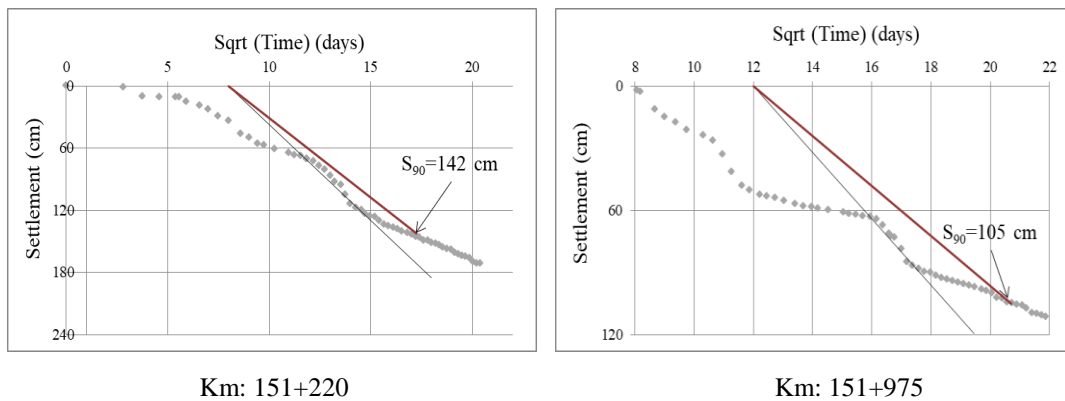 Sqrt (Time) (days)
0 5 10 15 20
0
60
120
180
240
Settlement (cm)
S90=142 cm
Km: 151+220
Sqrt (Time) (days)
8 10 12 14 16 18 20 22
0
60
120
Settlement (cm)
S90=105 cm
Km: 151+975